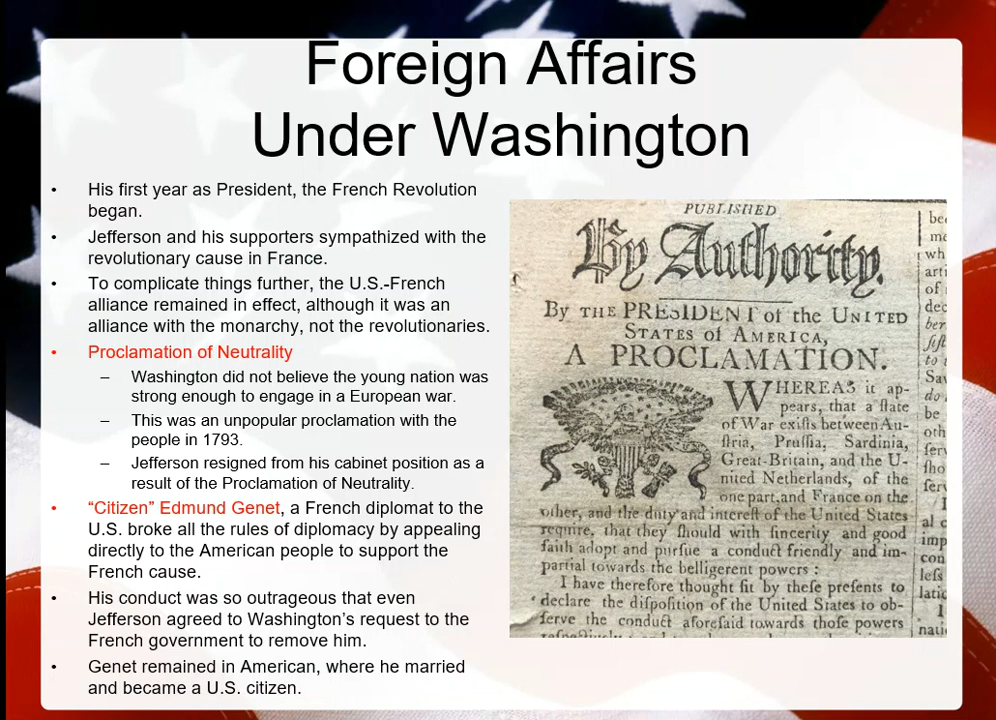 Foreign Affairs
Under Washington
• His first year as President, the French Revolution
began.
• Jefferson and his supporters sympathized with the
revolutionary cause in France.
• To complicate things further, the U.S.-French
alliance remained in effect, although it was an
alliance with the monarchy, not the revolutionaries.
• Proclamation of Neutrality
– Washington did not believe the young nation was
strong enough to engage in a European war.
– This was an unpopular proclamation with the
people in 1793.
– Jefferson resigned from his cabinet position as a
result of the Proclamation of Neutrality.
• “Citizen” Edmund Genet, a French diplomat to the
U.S. broke all the rules of diplomacy by appealing
directly to the American people to support the
French cause.
• His conduct was so outrageous that even
Jefferson agreed to Washington’s request to the
French government to remove him.
• Genet remained in American, where he married
and became a U.S. citizen.
PUBLISHED
By Authority.
By THE PRESIDENT of the UNITED
STATES of AMERICA,
A PROCLAMATION.
WHEREAS it ap-
pears, that a ſtate
of War exiſts between Au-
ſtria, Pruſſia, Sardinia,
Great-Britain, and the U-
nited Netherlands, of the
one part, and France on the
other, and the duty and intereſt of the United States
require, that they ſhould with ſincerity and good
faith adopt and purſue a conduct friendly and im-
partial towards the belligerent powers :
I have therefore thought fit by theſe preſents to
declare the diſpoſition of the United States to ob-
ſerve the conduct aforeſaid towards thoſe powers